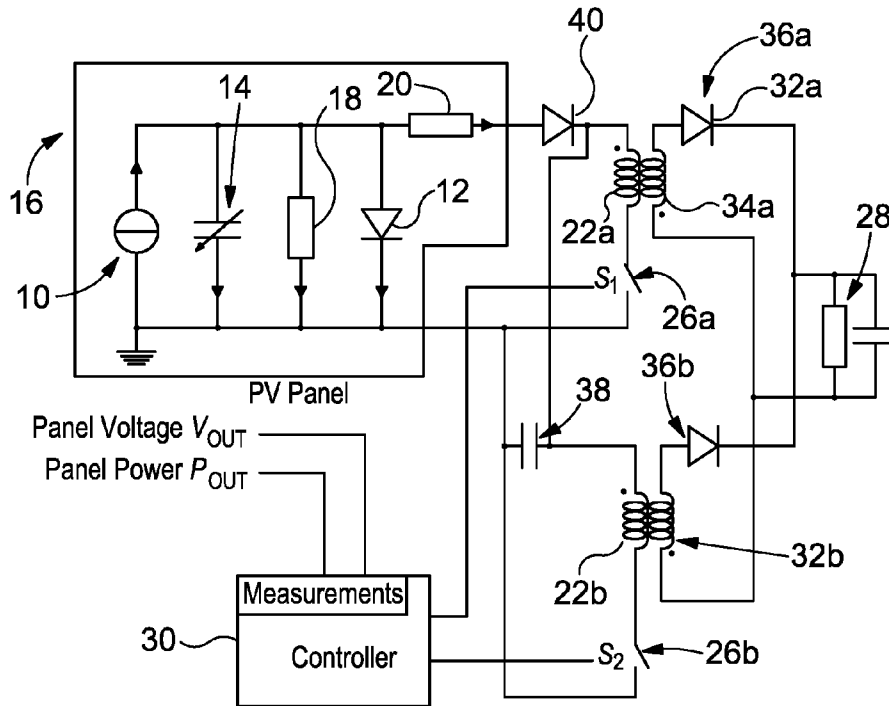 40
36a
14
18
20
32a
16
12
22a
34a
10
S1
26a
28
PV Panel
36b
38
Panel Voltage VOUT
Panel Power POUT
22b
32b
Measurements
30
Controller
S2
26b